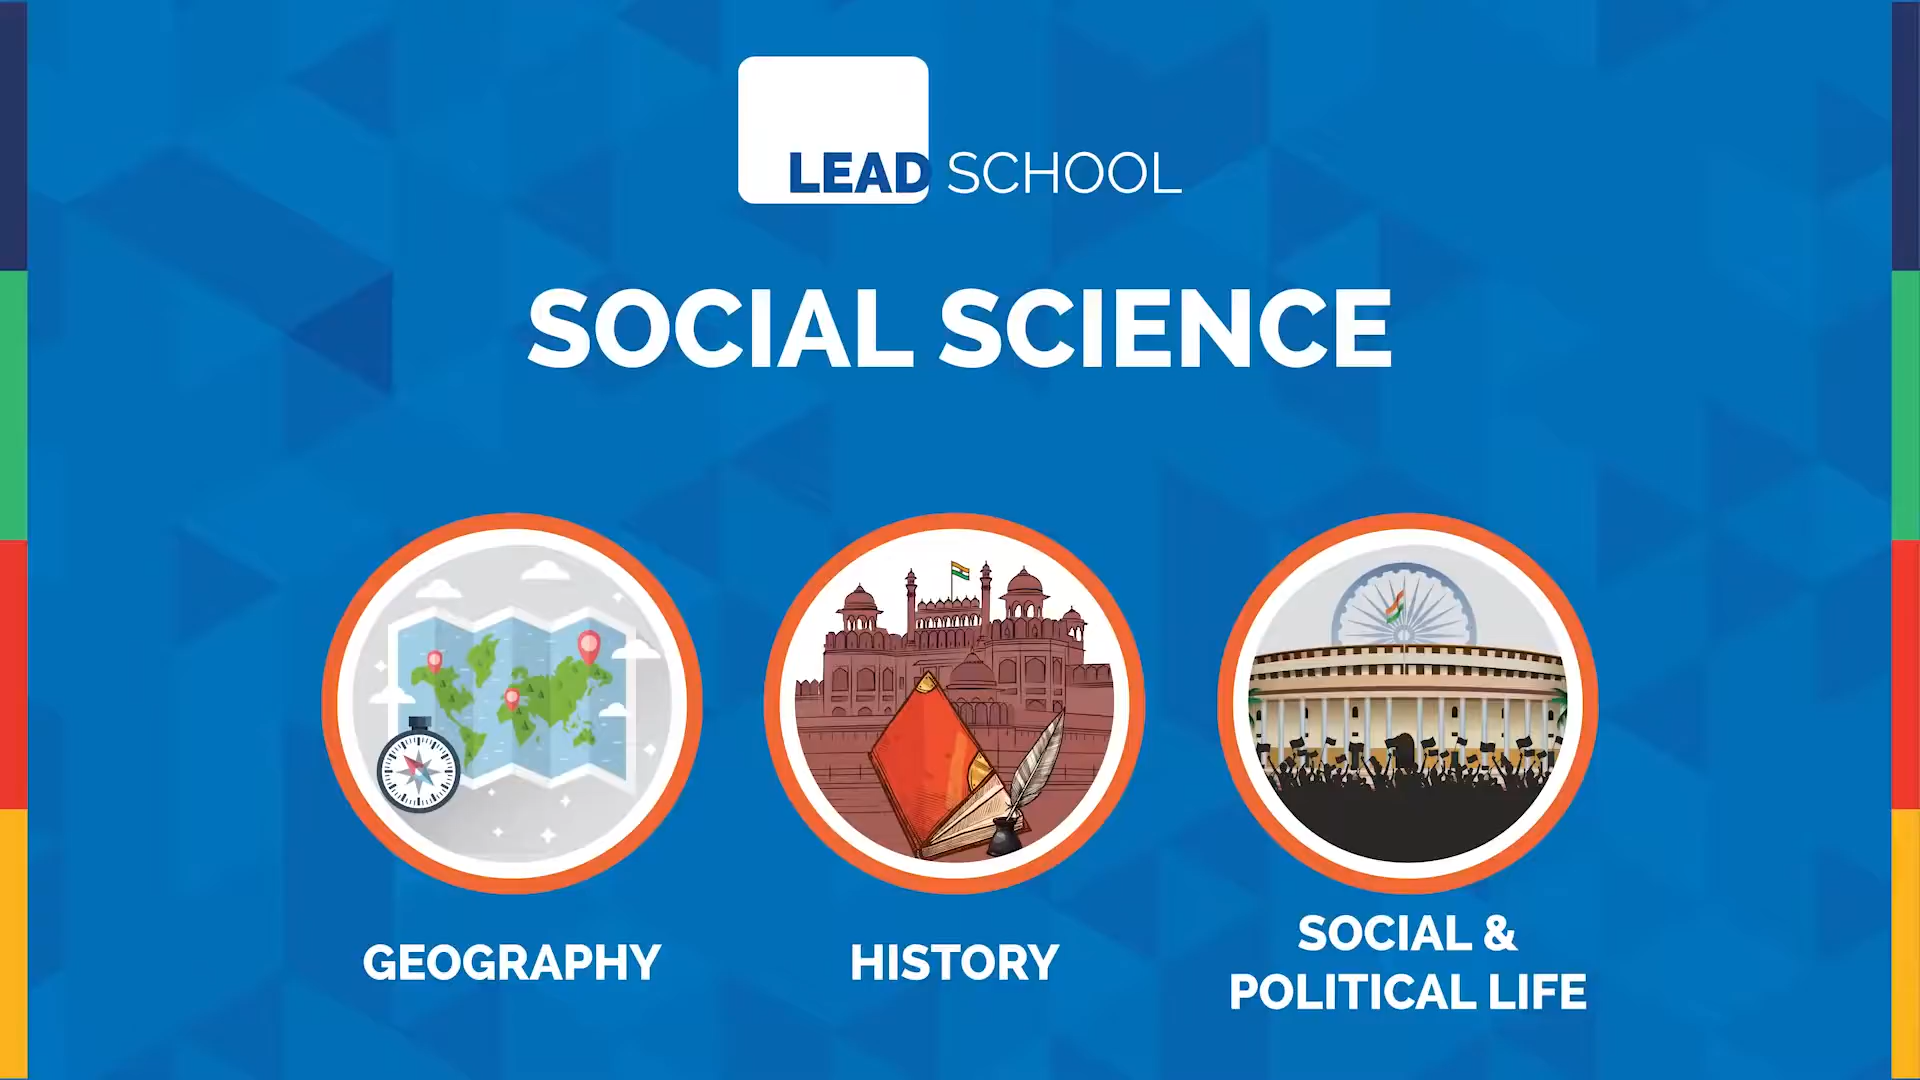 LEAD SCHOOL
SOCIAL SCIENCE
GEOGRAPHY
HISTORY
SOCIAL &
POLITICAL LIFE